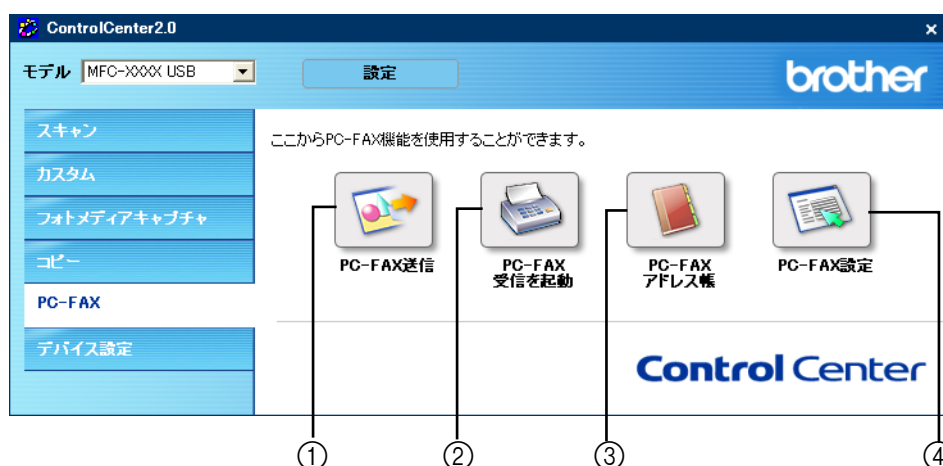 ControlCenter2.0
モデル MFC-XXXX USB 設定
brother
スキャン
カスタム
フォトメディアキャプチャ
コピー
PC-FAX
デバイス設定
ここからPC-FAX機能を使用することができます。
PC-FAX送信
PC-FAX
受信を起動
PC-FAX
アドレス帳
PC-FAX設定
Control Center
① ② ③ ④